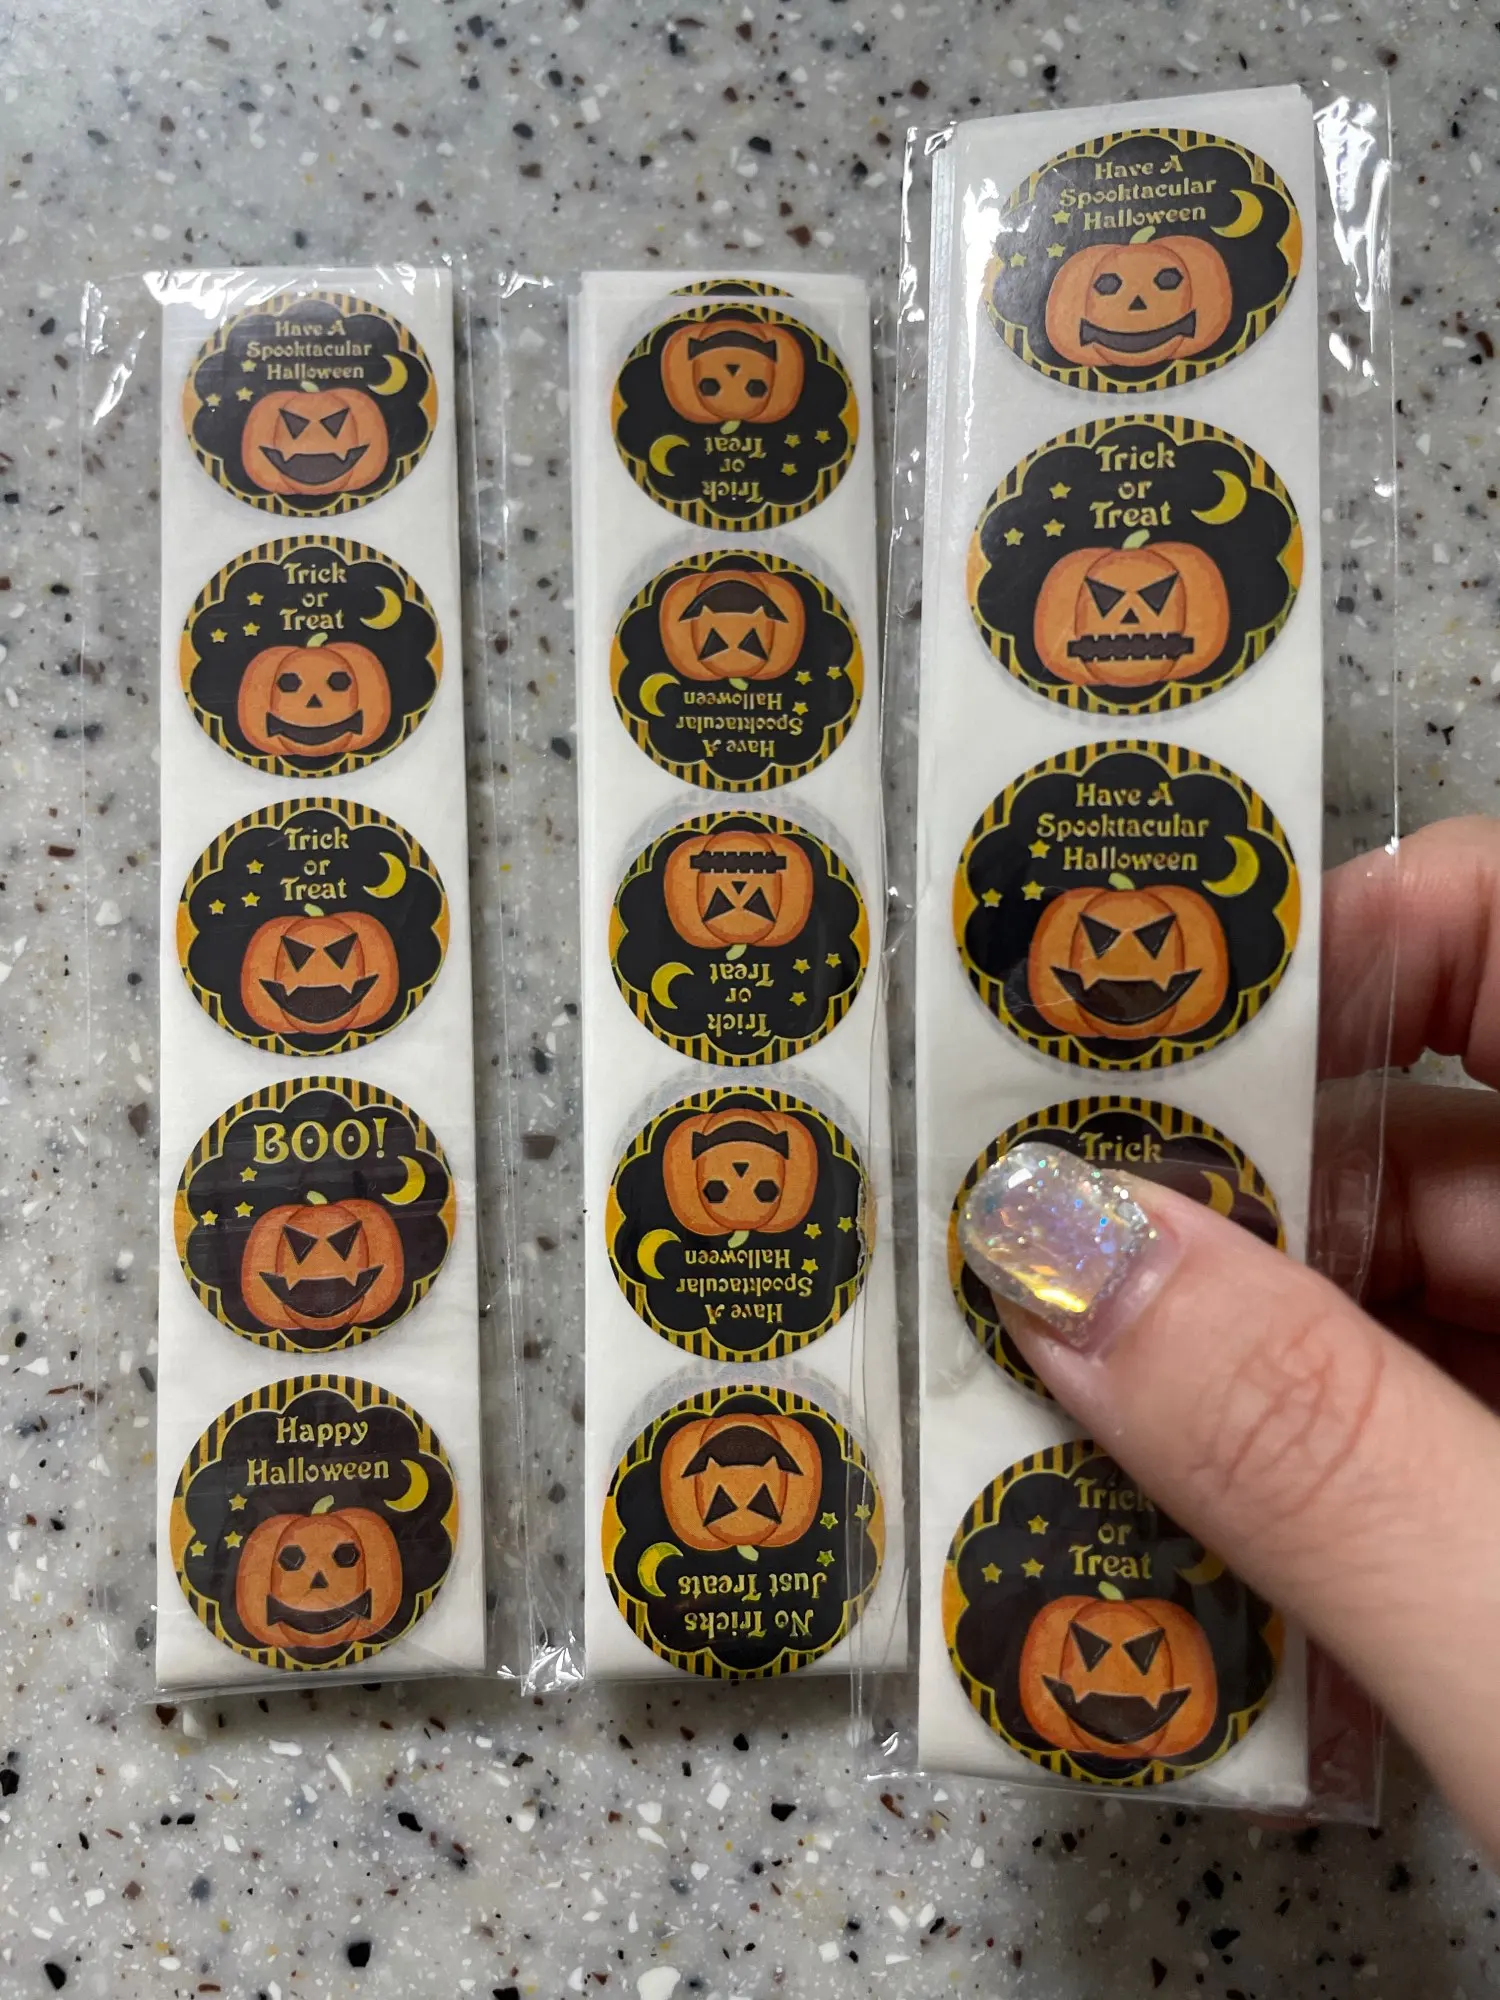 Have A
Spooktacular
Halloween
Trick
or
Treat
Trick
or
Treat
BOO!
Happy
Halloween
Trick
or
Treat
Have A
Spooktacular
Halloween
Trick
or
Treat
Have A
Spooktacular
Halloween
No Tricks
Just Treats
Have A
Spooktacular
Halloween
Trick
or
Treat
Have A
Spooktacular
Halloween
Trick
Trick
or
Treat